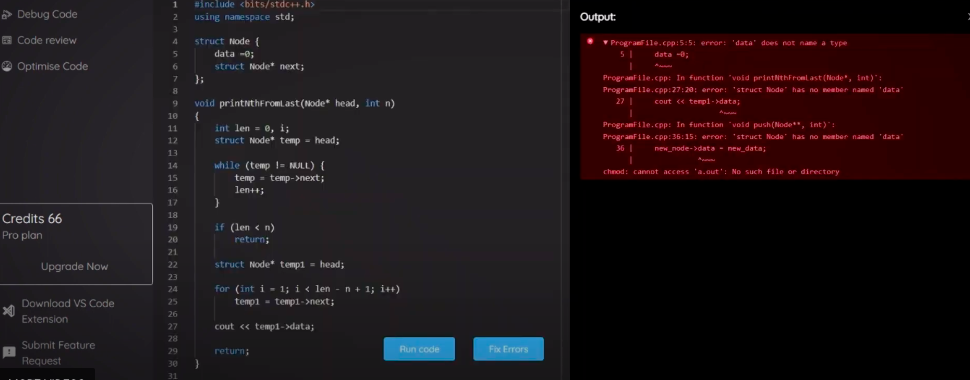 Debug Code
Code review
Optimise Code
Credits 66
Pro plan
Upgrade Now
Download VS Code
Extension
Submit Feature
Request
1 #include <bits/stdc++.h>
2 using namespace std;
3
4 struct Node {
5 data =0;
6 struct Node* next;
7 };
8
9 void printNthFromLast(Node* head, int n)
10 {
11 int len = 0, i;
12 struct Node* temp = head;
13
14 while (temp != NULL) {
15 temp = temp->next;
16 len++;
17 }
18
19 if (len < n)
20 return;
21
22 struct Node* temp1 = head;
23
24 for (int i = 1; i < len - n + 1; i++)
25 temp1 = temp1->next;
26
27 cout << temp1->data;
28
29 return;
30 }
31
Run code
Fix Errors
Output:
▼ProgramFile.cpp:5:5: error: 'data' does not name a type
5 | data =0;
| ^~~~
ProgramFile.cpp: In function 'void printNthFromLast(Node*, int)':
ProgramFile.cpp:27:20: error: 'struct Node' has no member named 'data'
27 | cout << temp1->data;
| ^~~~
ProgramFile.cpp: In function 'void push(Node**, int)':
ProgramFile.cpp:36:15: error: 'struct Node' has no member named 'data'
36 | new_node->data = new_data;
| ^~~~
chmod: cannot access 'a.out': No such file or directory